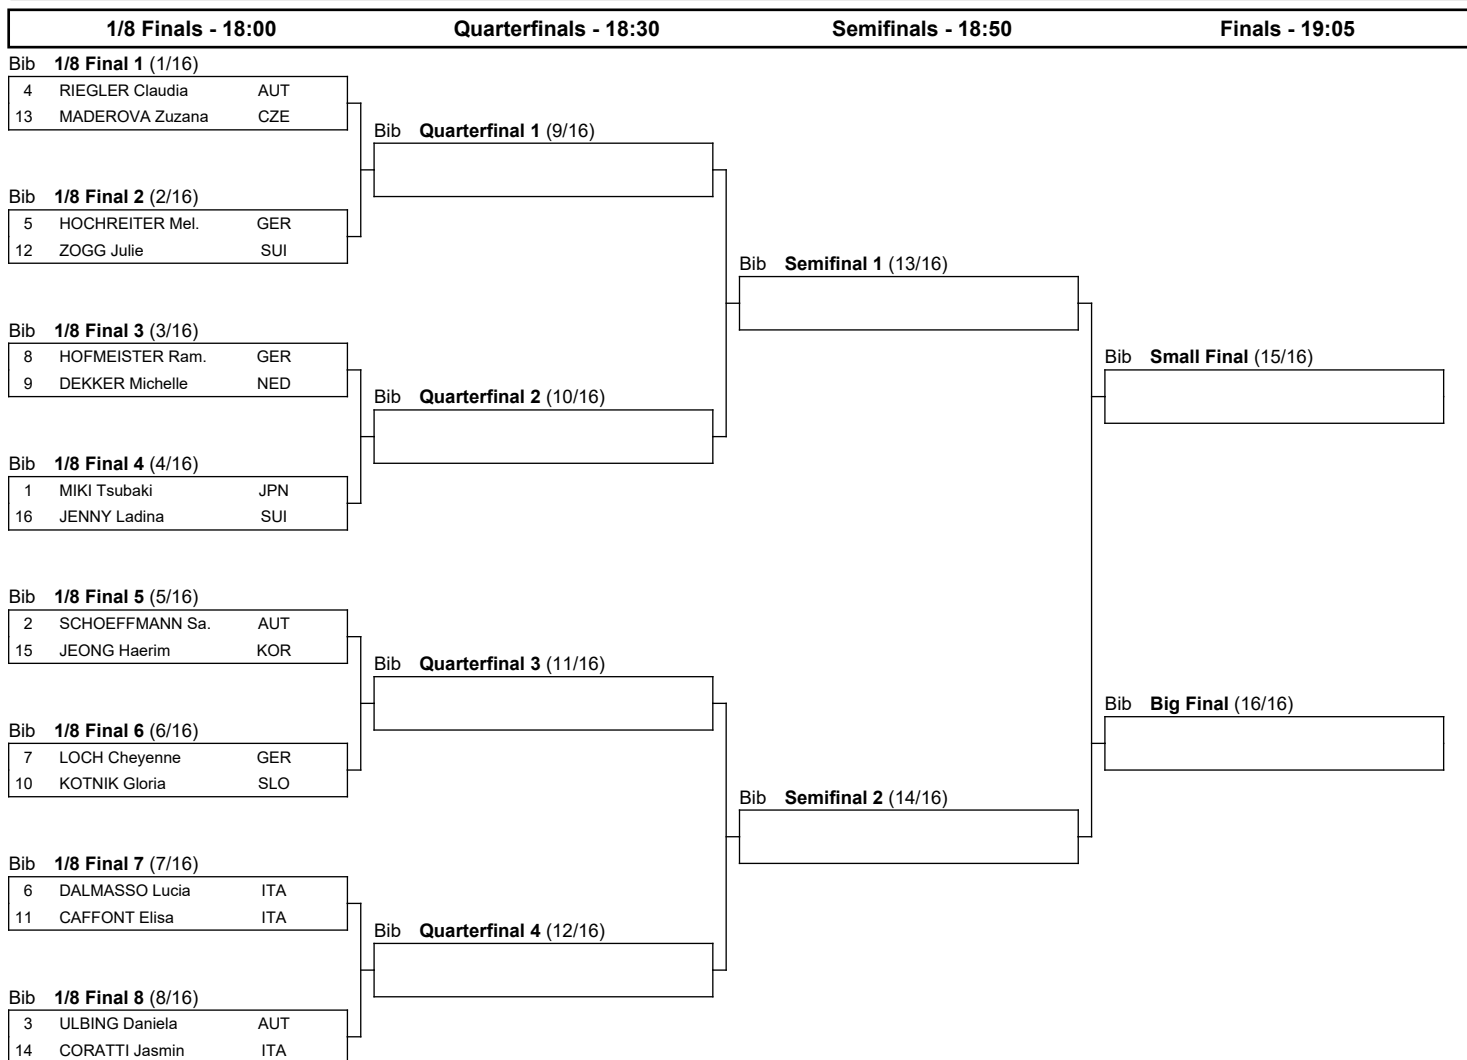 1/8 Finals - 18:00 Quarterfinals - 18:30 Semifinals - 18:50 Finals - 19:05
Bib 1/8 Final 1 (1/16)
4 RIEGLER Claudia AUT
13 MADEROVA Zuzana CZE
Bib Quarterfinal 1 (9/16)
Bib 1/8 Final 2 (2/16)
5 HOCHREITER Mel. GER
12 ZOGG Julie SUI
Bib Semifinal 1 (13/16)
Bib 1/8 Final 3 (3/16)
8 HOFMEISTER Ram. GER
9 DEKKER Michelle NED
Bib Small Final (15/16)
Bib Quarterfinal 2 (10/16)
Bib 1/8 Final 4 (4/16)
1 MIKI Tsubaki JPN
16 JENNY Ladina SUI
Bib 1/8 Final 5 (5/16)
2 SCHOEFFMANN Sa. AUT
15 JEONG Haerim KOR
Bib Quarterfinal 3 (11/16)
Bib Big Final (16/16)
Bib 1/8 Final 6 (6/16)
7 LOCH Cheyenne GER
10 KOTNIK Gloria SLO
Bib Semifinal 2 (14/16)
Bib 1/8 Final 7 (7/16)
6 DALMASSO Lucia ITA
11 CAFFONT Elisa ITA
Bib Quarterfinal 4 (12/16)
Bib 1/8 Final 8 (8/16)
3 ULBING Daniela AUT
14 CORATTI Jasmin ITA